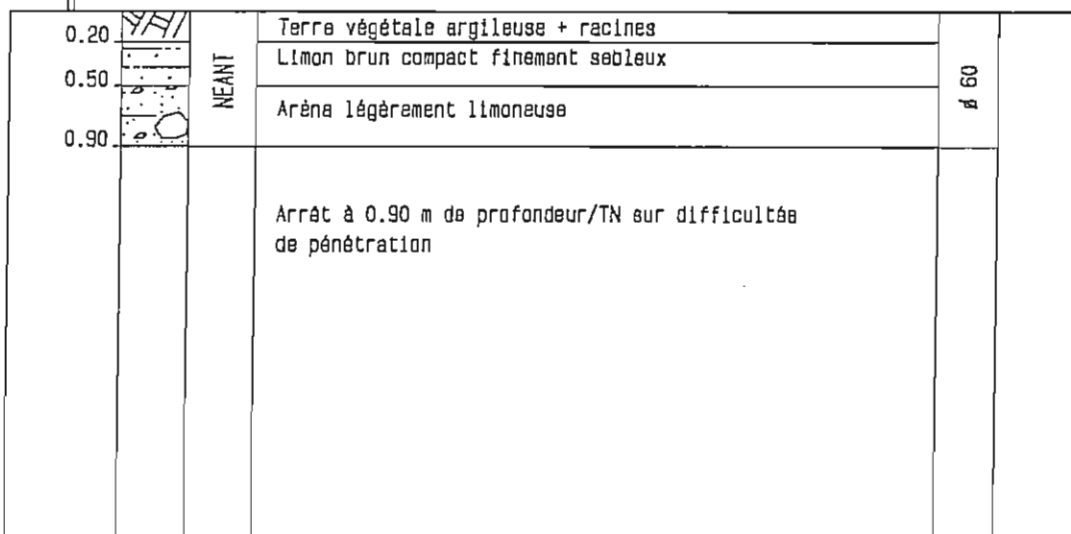 Terre végétale argileuse + racines
0.20
Limon brun compact finement sableux
0.50
NEANT
ø 60
Arène légèrement limoneuse
0.90
Arrêt à 0.90 m de profondeur/TN sur difficultés
de pénétration